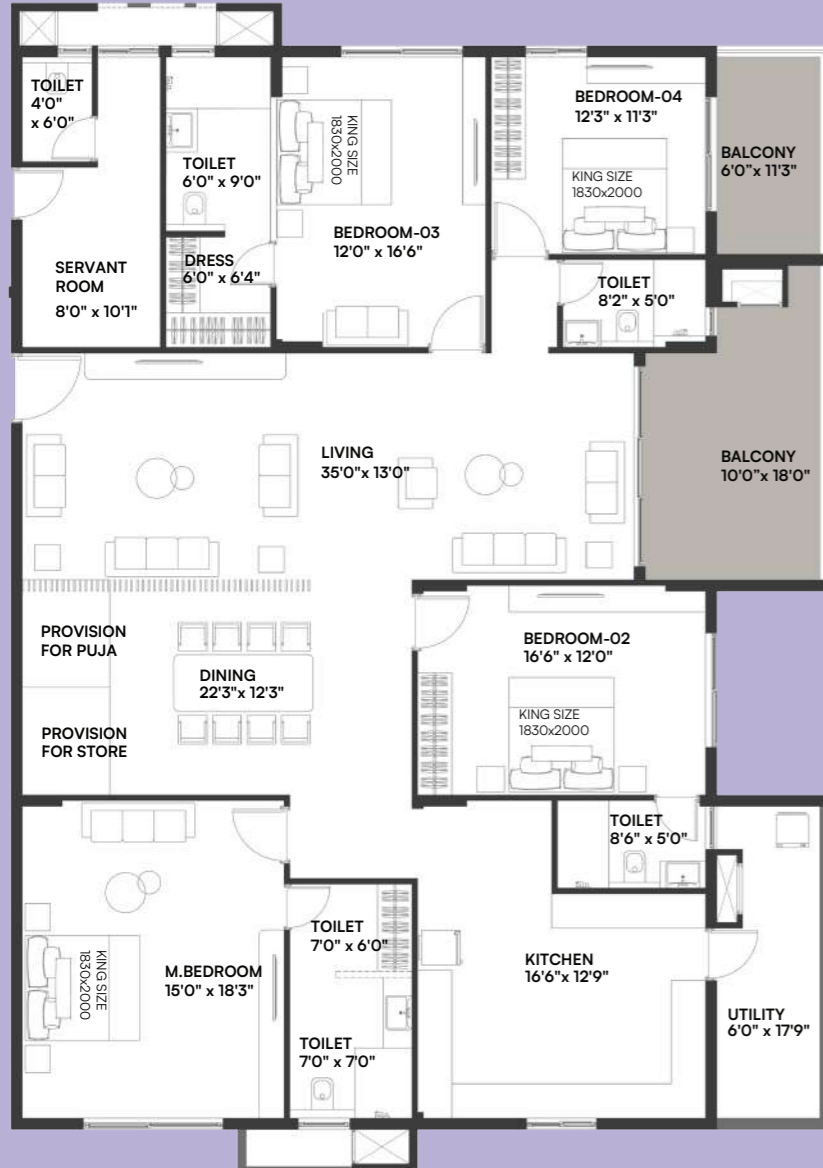 TOILET
4'0"
x 6'0"
TOILET
6'0" x 9'0"
KING SIZE
1830x2000
BEDROOM-03
12'0" x 16'6"
BEDROOM-04
12'3" x 11'3"
KING SIZE
1830x2000
BALCONY
6'0"x 11'3"
SERVANT
ROOM
8'0" x 10'1"
DRESS
6'0" x 6'4"
TOILET
8'2" x 5'0"
LIVING
35'0"x 13'0"
BALCONY
10'0"x 18'0"
PROVISION
FOR PUJA
DINING
22'3"x 12'3"
BEDROOM-02
16'6" x 12'0"
KING SIZE
1830x2000
PROVISION
FOR STORE
TOILET
8'6" x 5'0"
KING SIZE
1830x2000
M.BEDROOM
15'0" x 18'3"
TOILET
7'0" x 6'0"
KITCHEN
16'6"x 12'9"
TOILET
7'0" x 7'0"
UTILITY
6'0" x 17'9"